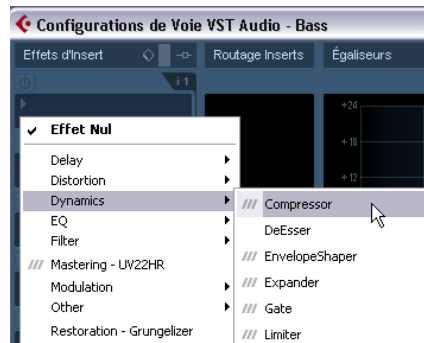 Configurations de Voie VST Audio - Bass
Effets d'Insert
Routage Inserts
Égaliseurs
i1
+24
+18
+12
✓ Effet Nul
Delay
Distortion
Dynamics
EQ
Filter
/// Mastering - UV22HR
Modulation
Other
Restoration - Grungelizer
/// Compressor
DeEsser
/// EnvelopeShaper
/// Expander
/// Gate
/// Limiter